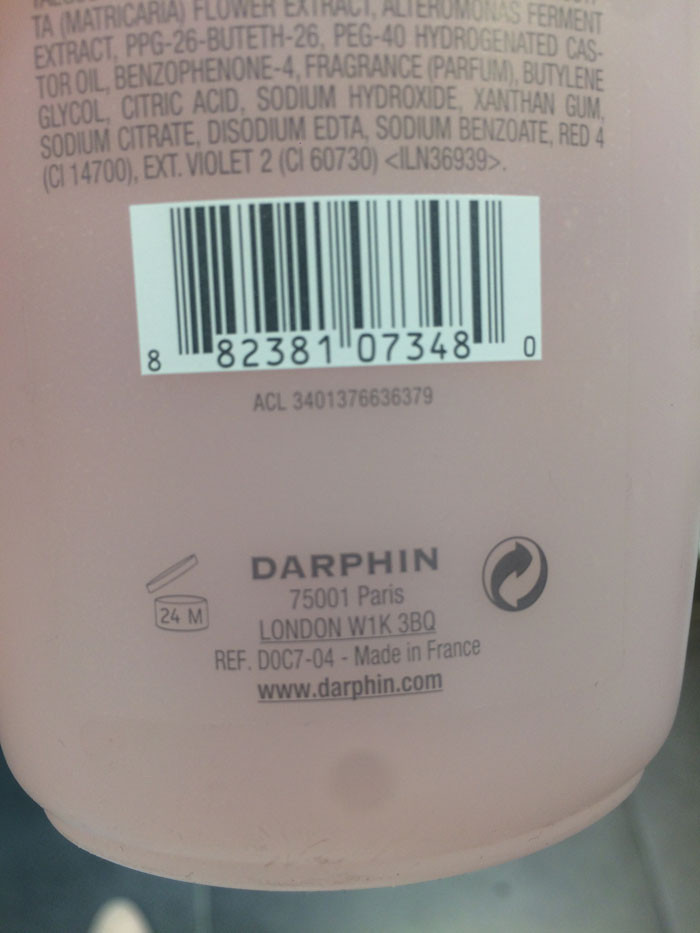 TA (MATRICARIA) FLOWER EXTRACT, ALTEROMONAS FERMENT
EXTRACT, PPG-26-BUTETH-26, PEG-40 HYDROGENATED CAS-
TOR OIL, BENZOPHENONE-4, FRAGRANCE (PARFUM), BUTYLENE
GLYCOL, CITRIC ACID, SODIUM HYDROXIDE, XANTHAN GUM,
SODIUM CITRATE, DISODIUM EDTA, SODIUM BENZOATE, RED 4
(CI 14700), EXT. VIOLET 2 (CI 60730) <ILN36939>.
8 82381 07348 0
ACL 3401376636379
24 M
DARPHIN
75001 Paris
LONDON W1K 3BQ
REF. D0C7-04 - Made in France
www.darphin.com